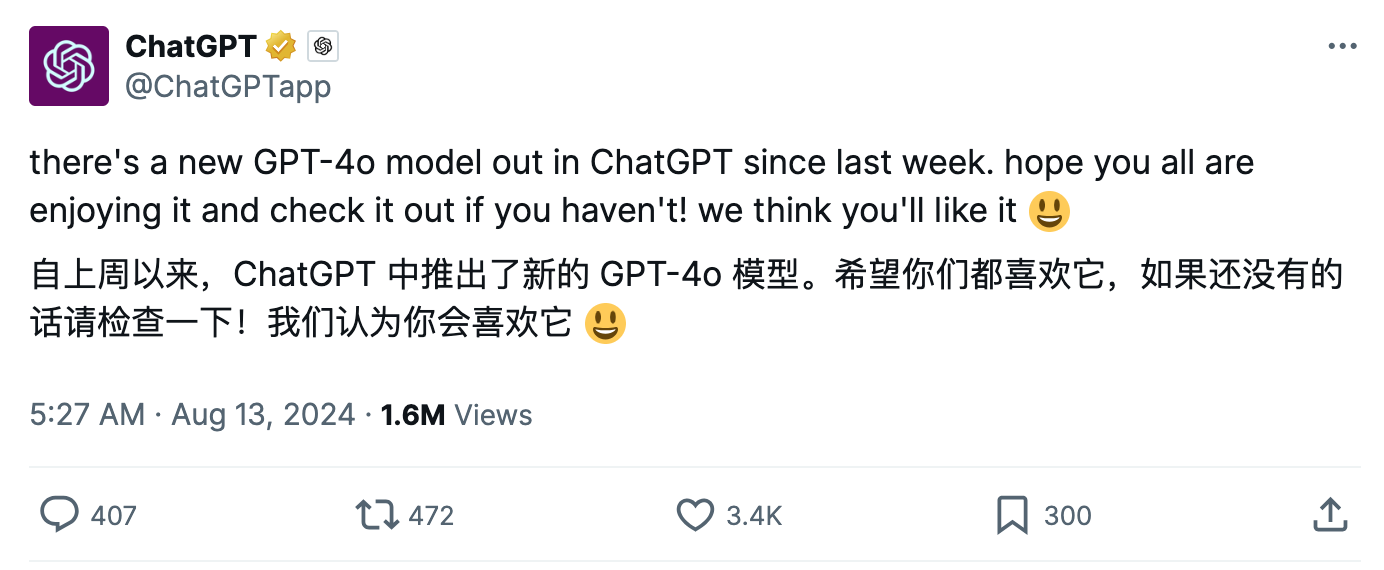 ChatGPT
@ChatGPTapp
there's a new GPT-4o model out in ChatGPT since last week. hope you all are
enjoying it and check it out if you haven't! we think you'll like it 😃
自上周以来，ChatGPT 中推出了新的 GPT-4o 模型。希望你们都喜欢它，如果还没有的
话请检查一下！我们认为你会喜欢它 😃
5:27 AM · Aug 13, 2024 · 1.6M Views
407 472 3.4K 300